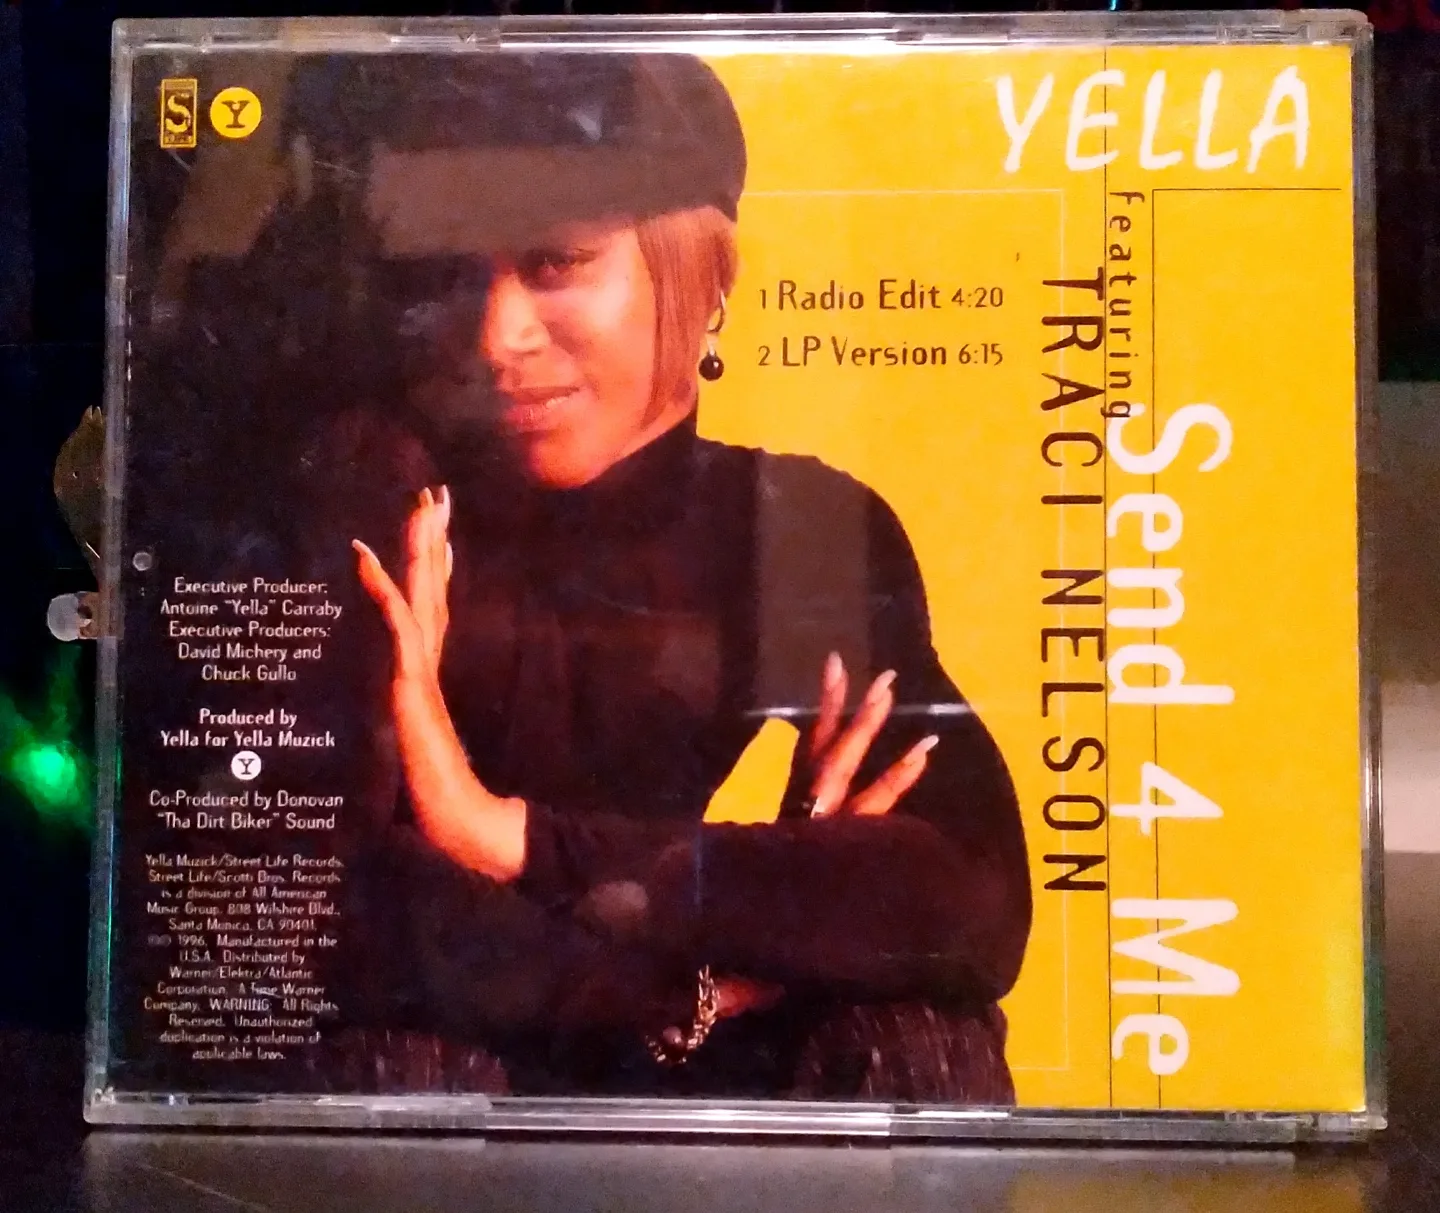 S
Y
YELLA
featuring
TRACI NELSON
Send 4 Me
1 Radio Edit 4:20
2 LP Version 6:15
Executive Producer:
Antoine "Yella" Carraby
Executive Producers:
David Michery and
Chuck Gullo
Produced by
Yella for Yella Muzick
Y
Co-Produced by Donovan
"Tha Dirt Biker" Sound
Yella Muzick/Street Life Records.
Street Life/Scotti Bros. Records
is a division of All American
Music Group, 808 Wilshire Blvd.,
Santa Monica, CA 90401.
1996. Manufactured in the
U.S.A. Distributed by
Warner/Elektra/Atlantic
Corporation. A Time Warner
Company. WARNING: All Rights
Reserved. Unauthorized
duplication is a violation of
applicable laws.